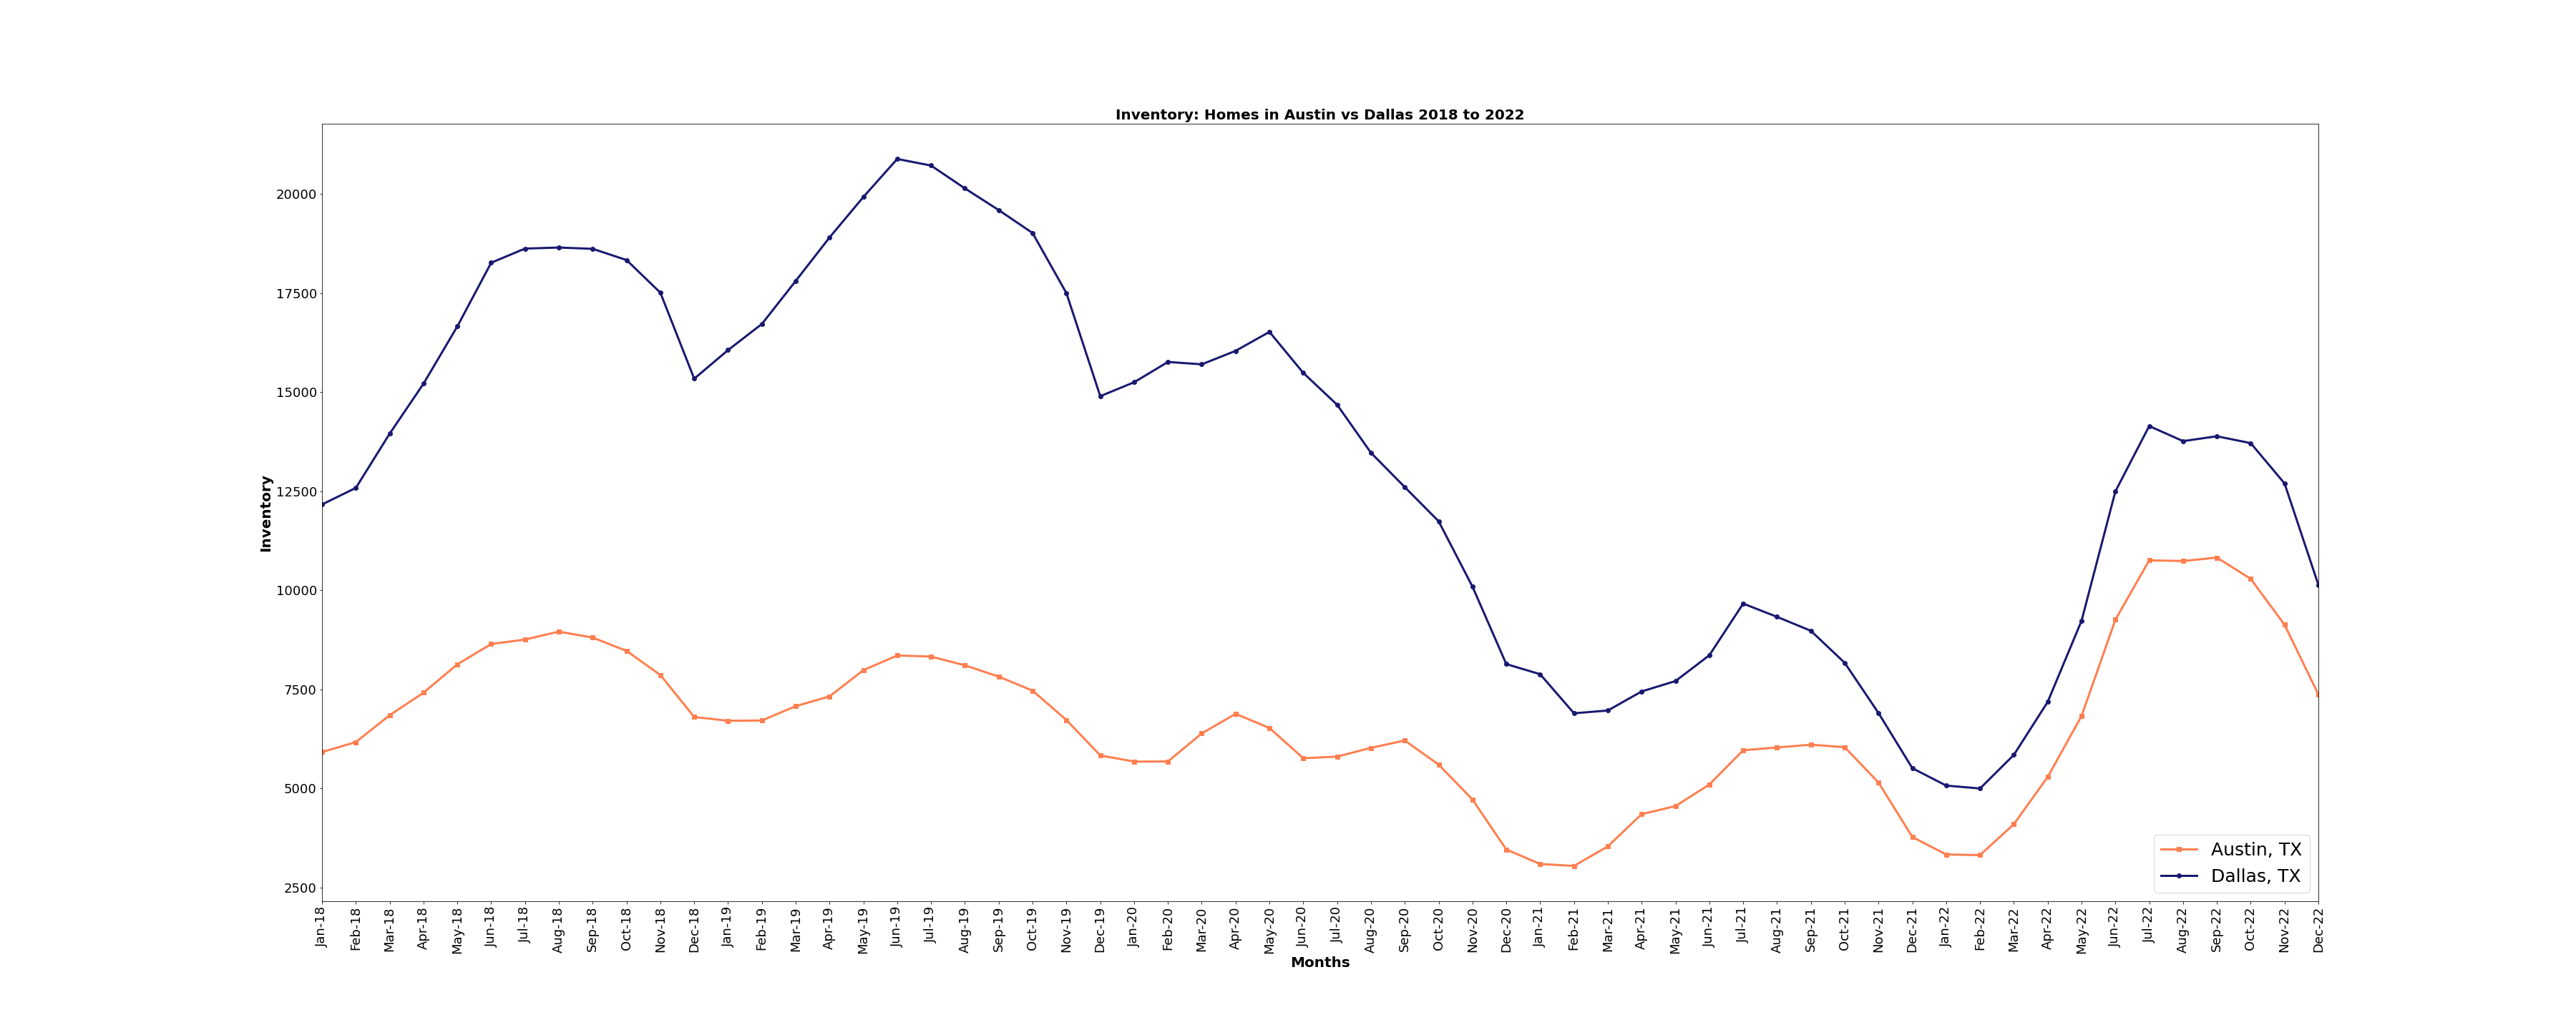 Inventory: Homes in Austin vs Dallas 2018 to 2022
Inventory
20000
17500
15000
12500
10000
7500
5000
2500
Austin, TX
Dallas, TX
Jan-18
Feb-18
Mar-18
Apr-18
May-18
Jun-18
Jul-18
Aug-18
Sep-18
Oct-18
Nov-18
Dec-18
Jan-19
Feb-19
Mar-19
Apr-19
May-19
Jun-19
Jul-19
Aug-19
Sep-19
Oct-19
Nov-19
Dec-19
Jan-20
Feb-20
Mar-20
Apr-20
May-20
Jun-20
Jul-20
Aug-20
Sep-20
Oct-20
Nov-20
Dec-20
Jan-21
Feb-21
Mar-21
Apr-21
May-21
Jun-21
Jul-21
Aug-21
Sep-21
Oct-21
Nov-21
Dec-21
Jan-22
Feb-22
Mar-22
Apr-22
May-22
Jun-22
Jul-22
Aug-22
Sep-22
Oct-22
Nov-22
Dec-22
Months